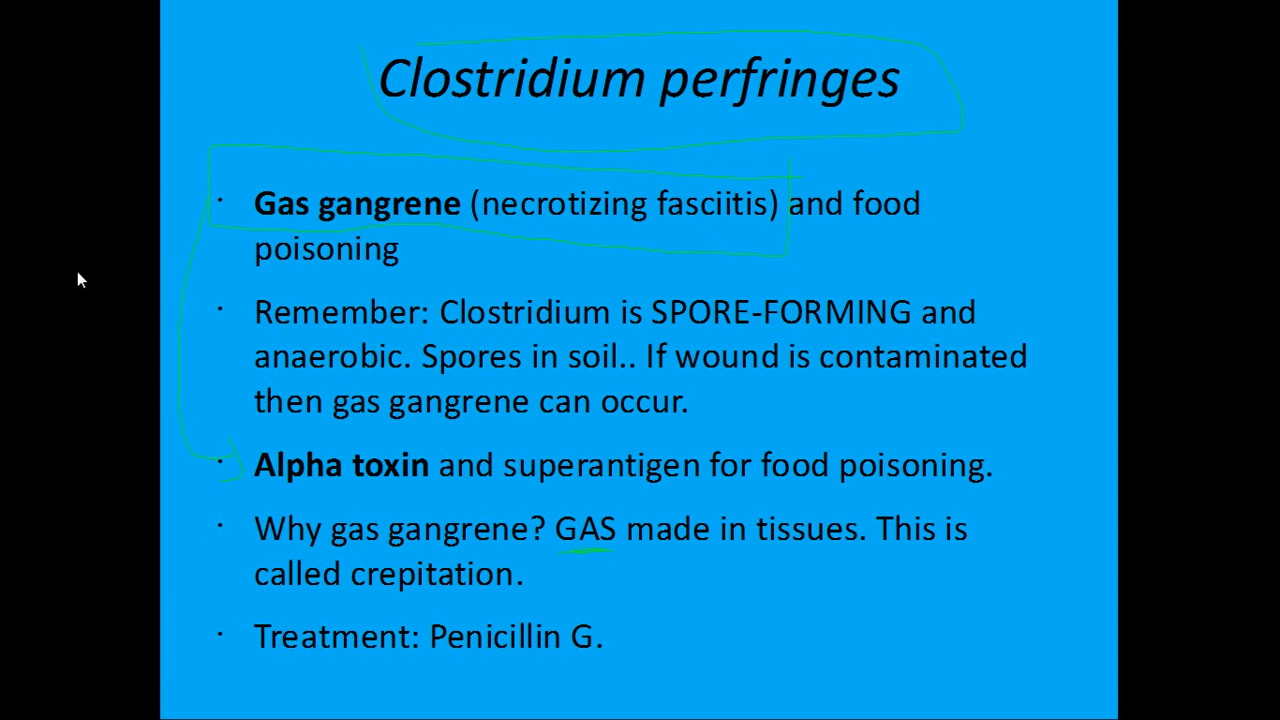 Clostridium perfringes
· Gas gangrene (necrotizing fasciitis) and food
poisoning
· Remember: Clostridium is SPORE-FORMING and
anaerobic. Spores in soil.. If wound is contaminated
then gas gangrene can occur.
· Alpha toxin and superantigen for food poisoning.
· Why gas gangrene? GAS made in tissues. This is
called crepitation.
· Treatment: Penicillin G.